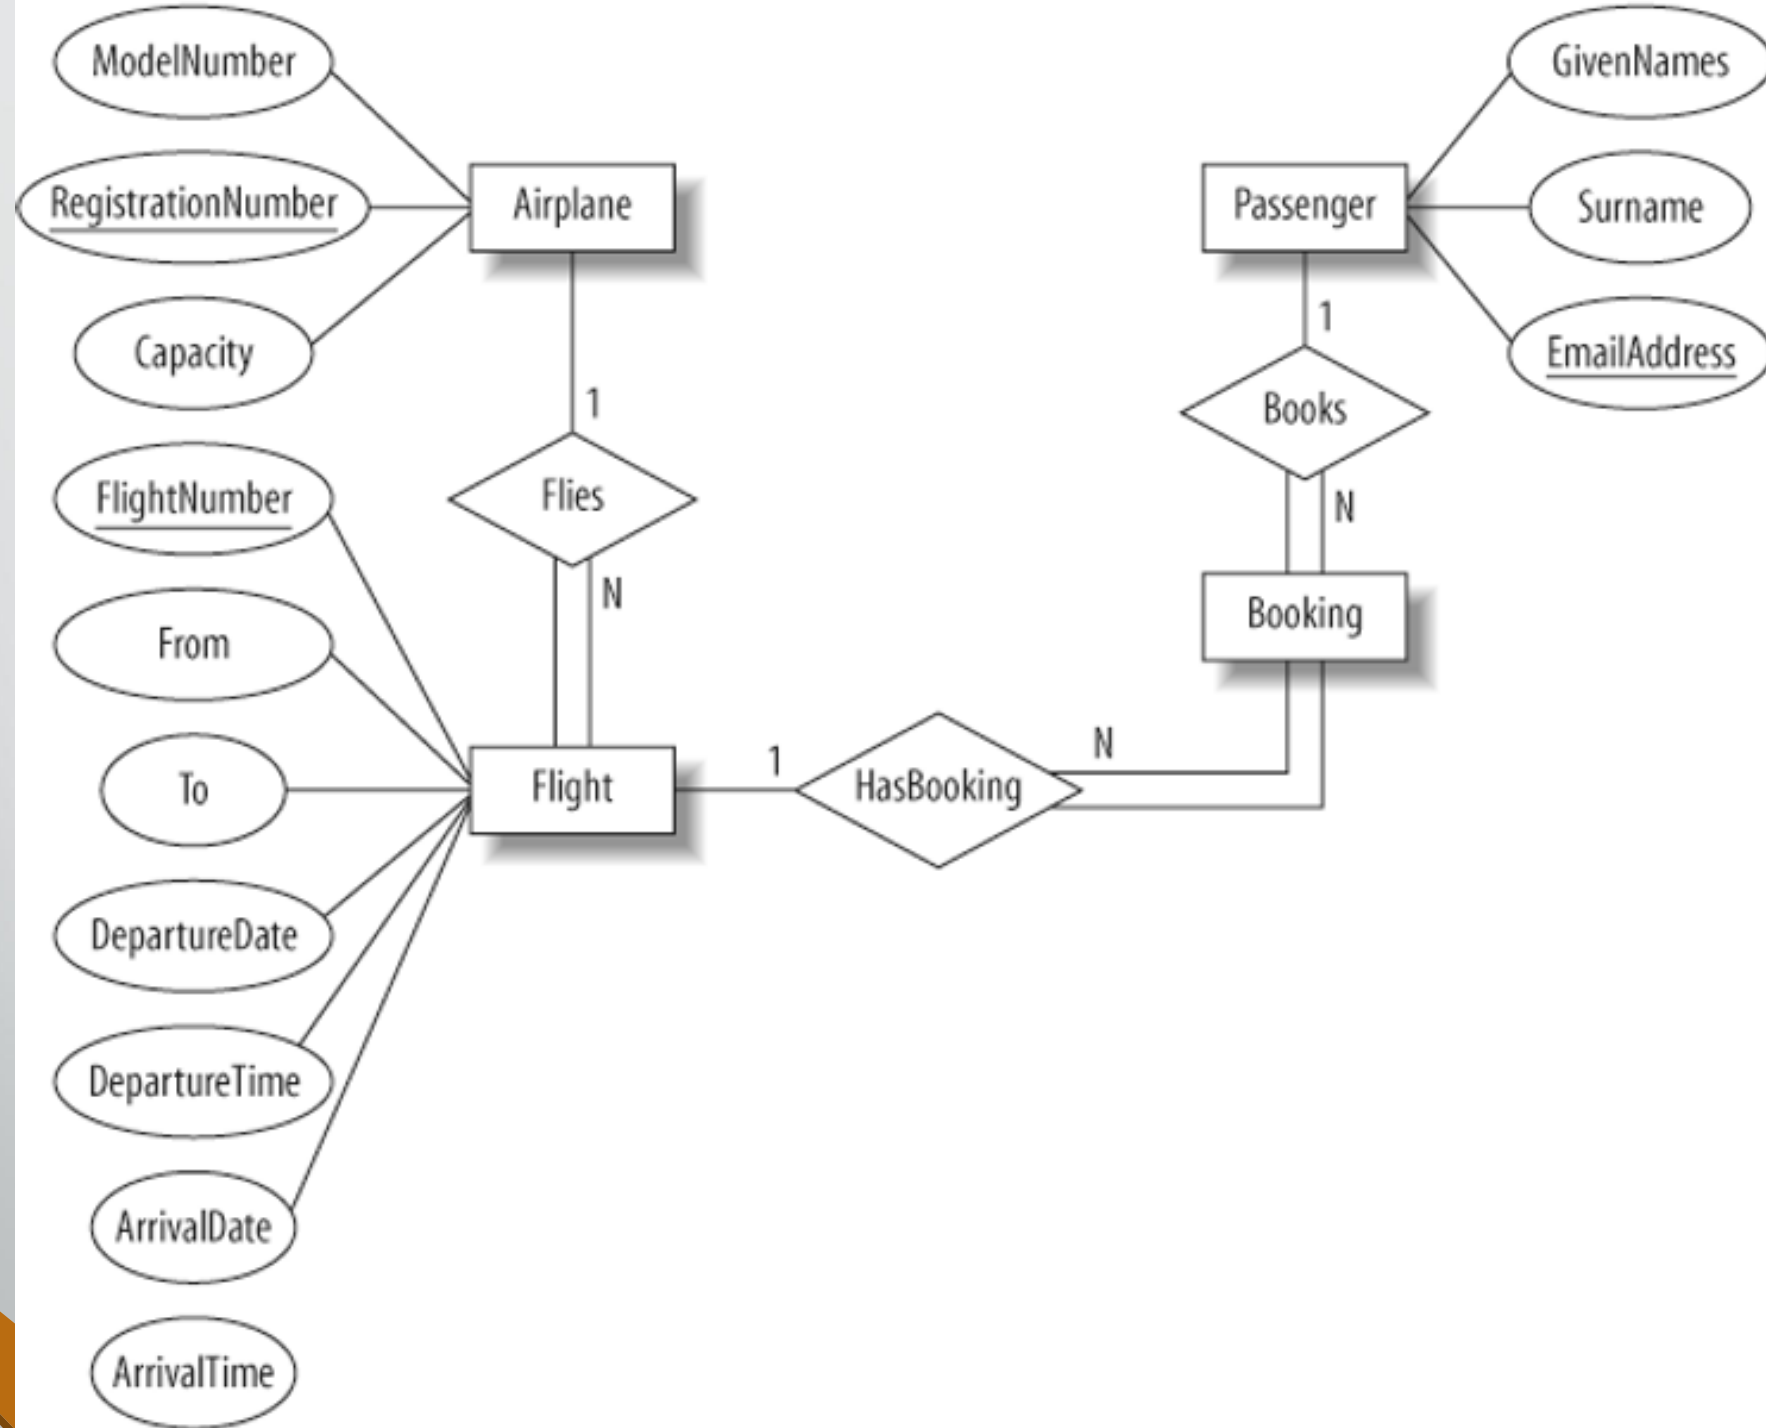 ModelNumber
GivenNames
RegistrationNumber
Airplane
Passenger
Surname
1
Capacity
EmailAddress
1
Books
FlightNumber
Flies
N
N
From
Booking
To
Flight
1
HasBooking
N
DepartureDate
DepartureTime
ArrivalDate
ArrivalTime